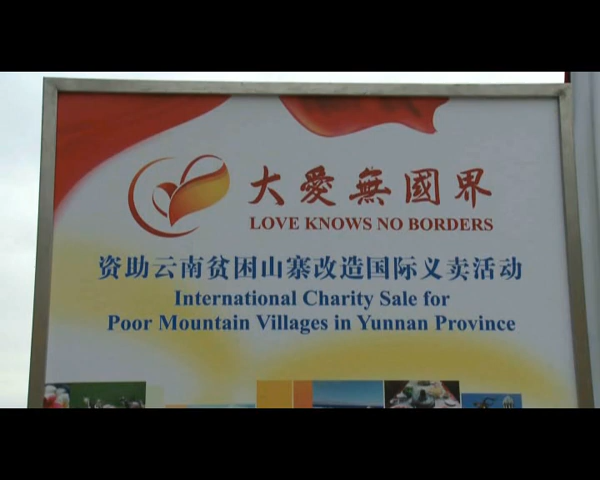 大愛無國界
LOVE KNOWS NO BORDERS
资助云南贫困山寨改造国际义卖活动
International Charity Sale for
Poor Mountain Villages in Yunnan Province